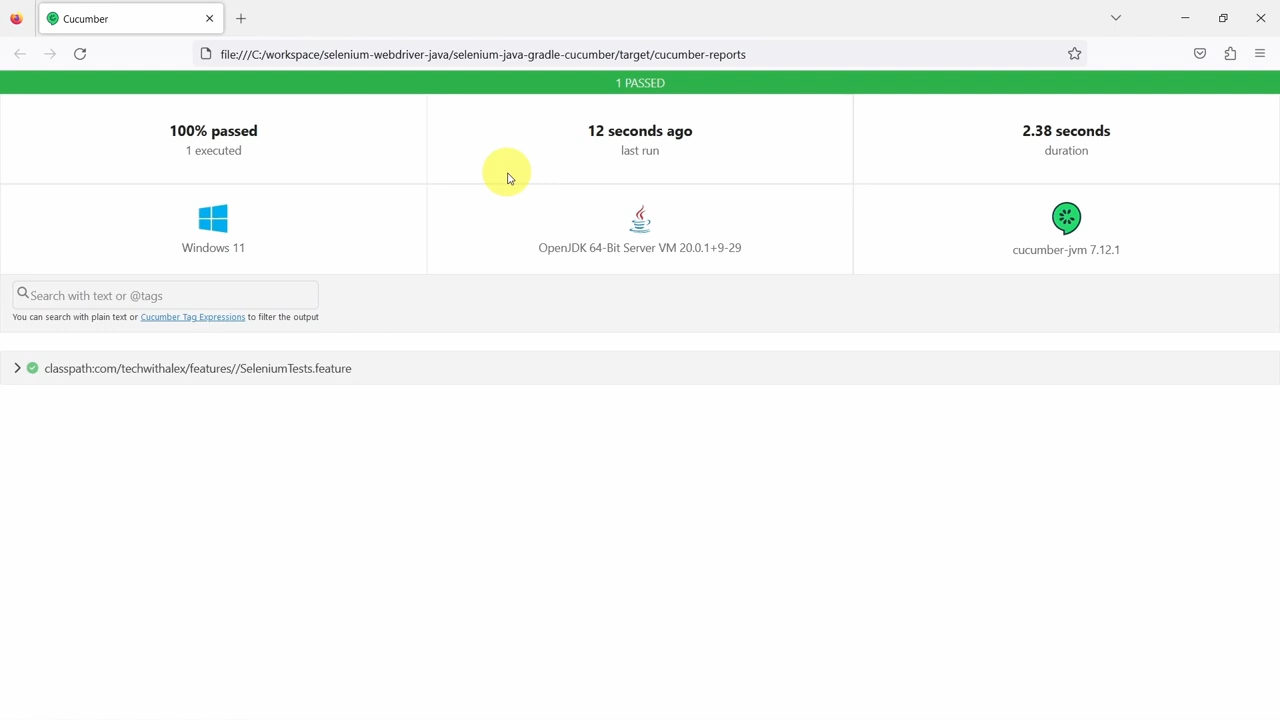 Cucumber
file:///C:/workspace/selenium-webdriver-java/selenium-java-gradle-cucumber/target/cucumber-reports
1 PASSED
100% passed
1 executed
12 seconds ago
last run
2.38 seconds
duration
Windows 11
OpenJDK 64-Bit Server VM 20.0.1+9-29
cucumber-jvm 7.12.1
Search with text or @tags
You can search with plain text or Cucumber Tag Expressions to filter the output
classpath:com/techwithalex/features//SeleniumTests.feature